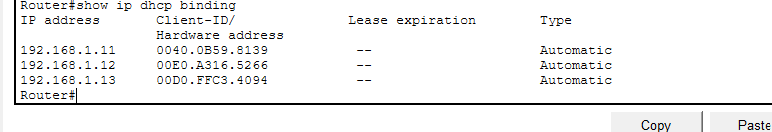 Router#show ip dhcp binding
IP address Client-ID/ Lease expiration Type
Hardware address
192.168.1.11 0040.0B59.8139 -- Automatic
192.168.1.12 00E0.A316.5266 -- Automatic
192.168.1.13 00D0.FFC3.4094 -- Automatic
Router#
Copy Paste